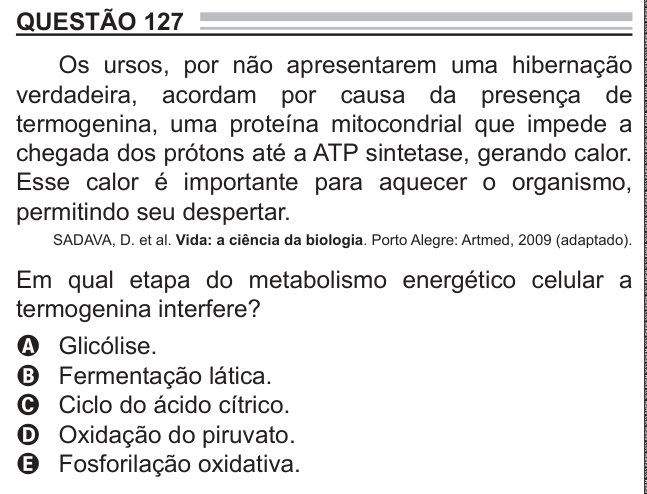 QUESTÃO 127
Os ursos, por não apresentarem uma hibernação
verdadeira, acordam por causa da presença de
termogenina, uma proteína mitocondrial que impede a
chegada dos prótons até a ATP sintetase, gerando calor.
Esse calor é importante para aquecer o organismo,
permitindo seu despertar.
SADAVA, D. et al. Vida: a ciência da biologia. Porto Alegre: Artmed, 2009 (adaptado).
Em qual etapa do metabolismo energético celular a
termogenina interfere?
A Glicólise.
B Fermentação lática.
C Ciclo do ácido cítrico.
D Oxidação do piruvato.
E Fosforilação oxidativa.